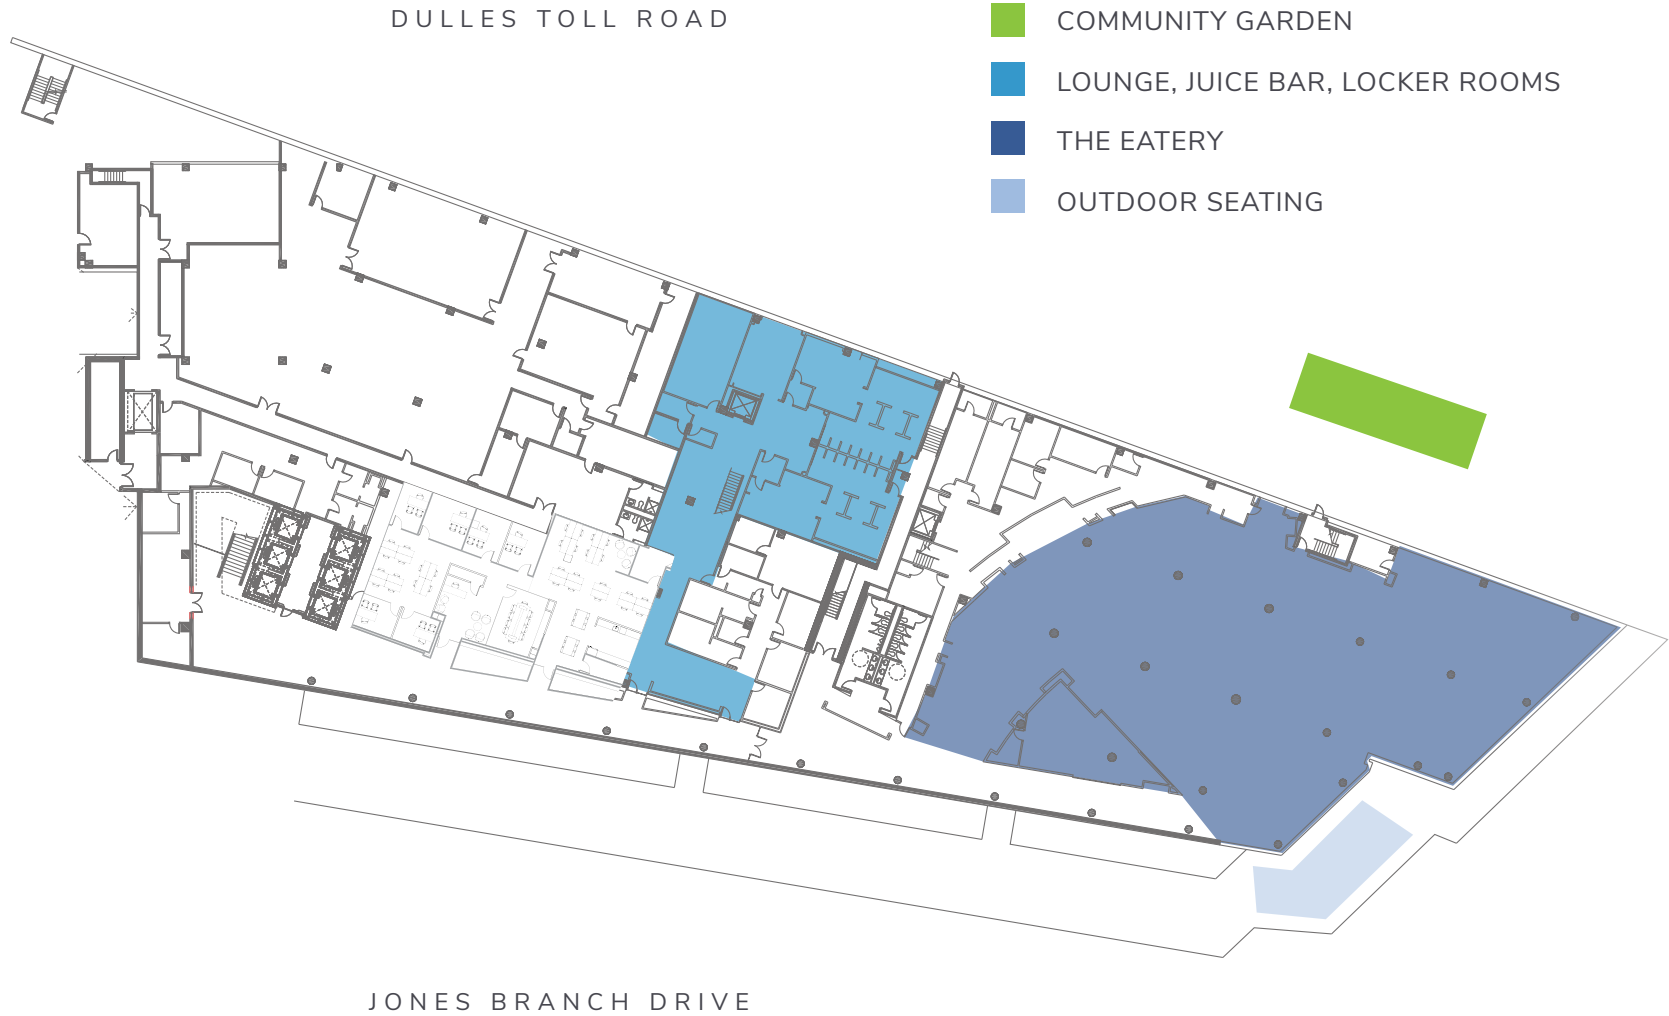 DULLES TOLL ROAD
COMMUNITY GARDEN
LOUNGE, JUICE BAR, LOCKER ROOMS
THE EATERY
OUTDOOR SEATING
JONES BRANCH DRIVE